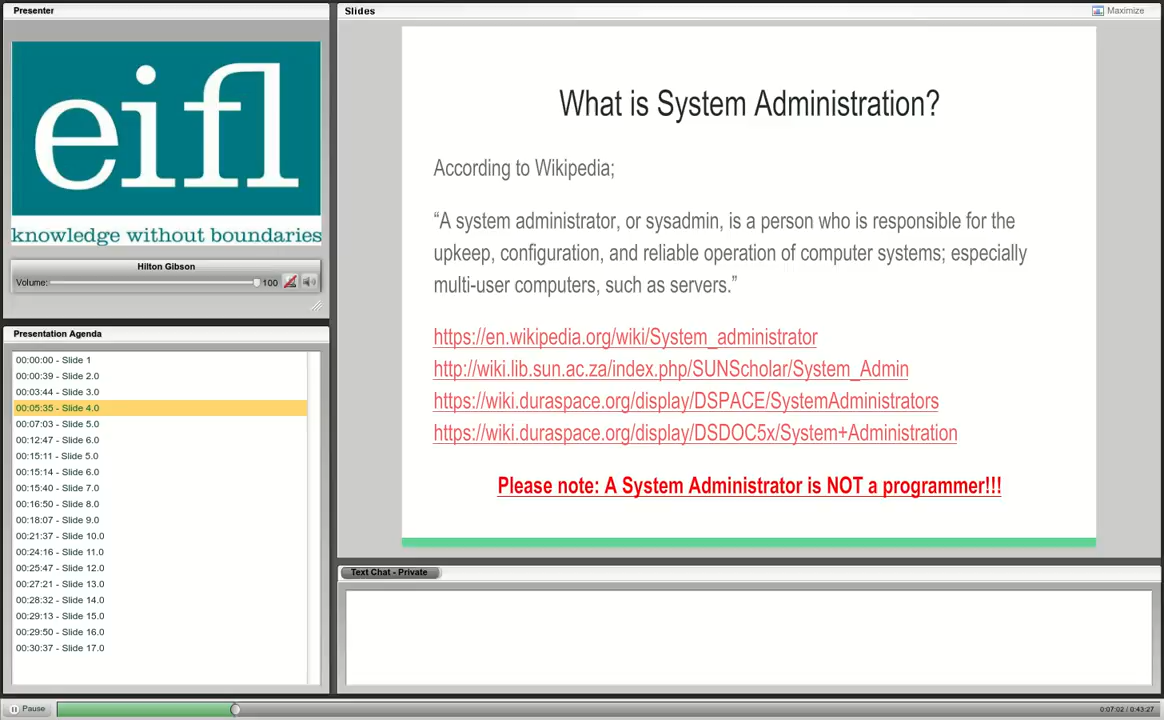 Presenter
eifl
knowledge without boundaries
Hilton Gibson
Volume: 100
Presentation Agenda
00:00:00 - Slide 1
00:00:39 - Slide 2.0
00:03:44 - Slide 3.0
00:05:35 - Slide 4.0
00:07:03 - Slide 5.0
00:12:47 - Slide 6.0
00:15:11 - Slide 5.0
00:15:14 - Slide 6.0
00:15:40 - Slide 7.0
00:16:50 - Slide 8.0
00:18:07 - Slide 9.0
00:21:37 - Slide 10.0
00:24:16 - Slide 11.0
00:25:47 - Slide 12.0
00:27:21 - Slide 13.0
00:28:32 - Slide 14.0
00:29:13 - Slide 15.0
00:29:50 - Slide 16.0
00:30:37 - Slide 17.0
Slides
Maximize
What is System Administration?
According to Wikipedia;
“A system administrator, or sysadmin, is a person who is responsible for the
upkeep, configuration, and reliable operation of computer systems; especially
multi-user computers, such as servers.”
https://en.wikipedia.org/wiki/System_administrator
http://wiki.lib.sun.ac.za/index.php/SUNScholar/System_Admin
https://wiki.duraspace.org/display/DSPACE/SystemAdministrators
https://wiki.duraspace.org/display/DSDOC5x/System+Administration
Please note: A System Administrator is NOT a programmer!!!
Text Chat - Private
Pause
0:07:02 / 0:43:27